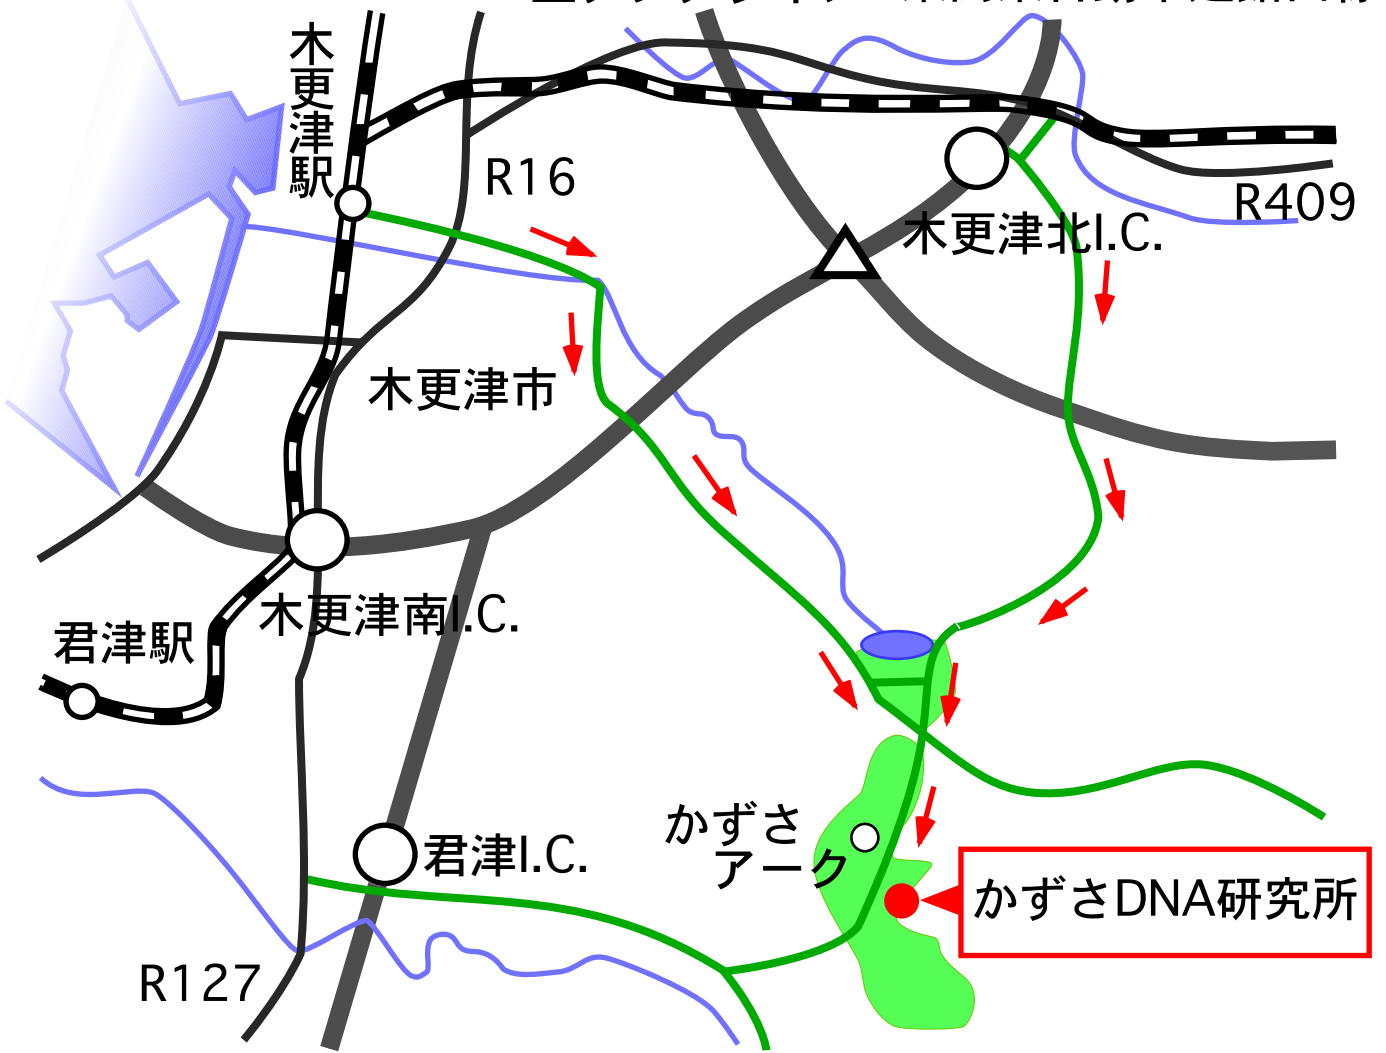 木更津駅
R16
R409
木更津北I.C.
木更津市
木更津南I.C.
君津駅
かずさ
アーク
君津I.C.
かずさDNA研究所
R127